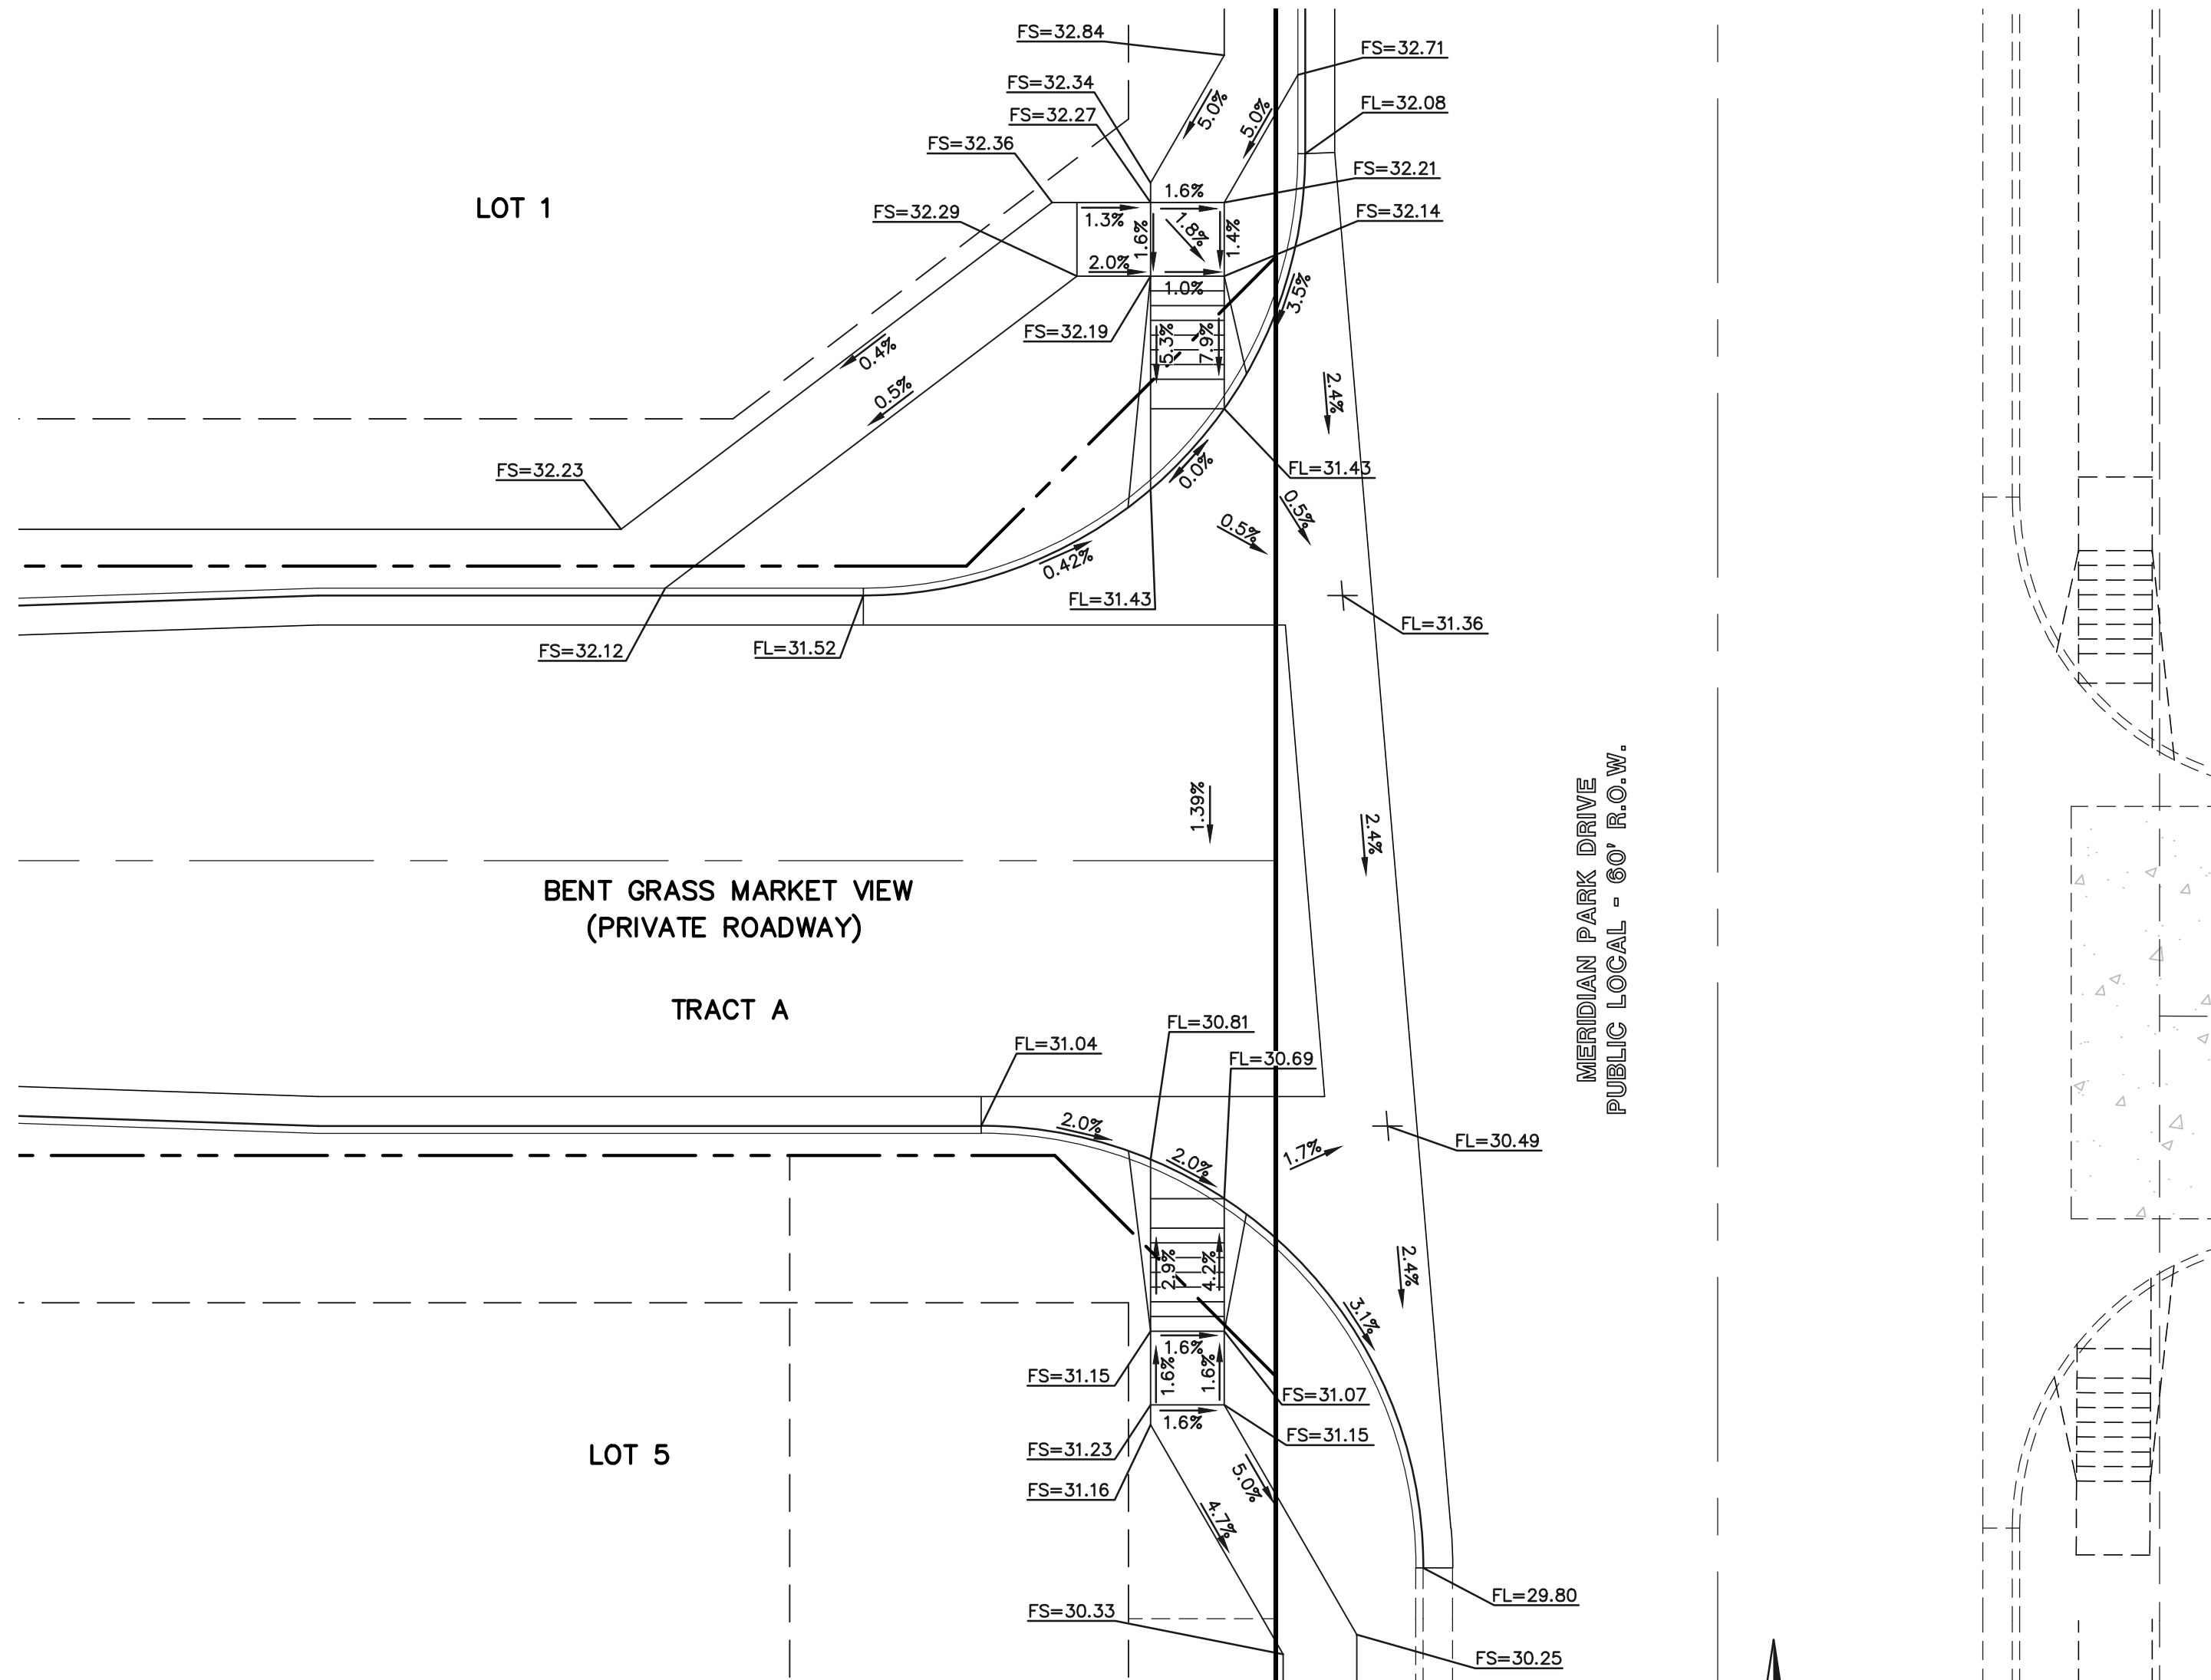 FS=32.84
FS=32.71
FS=32.34
FL=32.08
FS=32.27
5.0%
5.0%
FS=32.36
FS=32.21
1.6%
LOT 1
FS=32.29
1.3%
1.6%
1.8%
1.4%
FS=32.14
2.0%
1.0%
3.5%
FS=32.19
5.3%
7.9%
0.4%
0.5%
2.4%
FS=32.23
0.0%
FL=31.43
0.5%
0.5%
0.42%
FL=31.43
FL=31.36
FS=32.12
FL=31.52
1.39%
2.4%
BENT GRASS MARKET VIEW
(PRIVATE ROADWAY)
MERIDIAN PARK DRIVE
PUBLIC LOCAL - 60' R.O.W.
TRACT A
FL=30.81
FL=31.04
FL=30.69
2.0%
2.0%
1.7%
FL=30.49
2.9%
4.2%
2.4%
3.1%
1.6%
FS=31.15
1.6%
1.6%
FS=31.07
1.6%
FS=31.15
FS=31.23
LOT 5
FS=31.16
5.0%
4.7%
FL=29.80
FS=30.33
FS=30.25